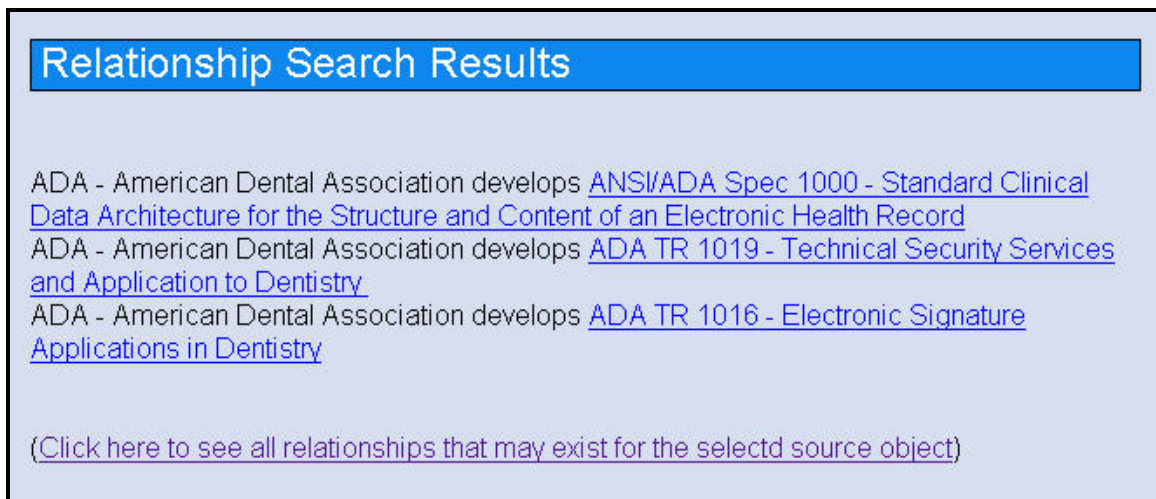 Relationship Search Results
ADA - American Dental Association develops ANSI/ADA Spec 1000 - Standard Clinical
Data Architecture for the Structure and Content of an Electronic Health Record
ADA - American Dental Association develops ADA TR 1019 - Technical Security Services
and Application to Dentistry
ADA - American Dental Association develops ADA TR 1016 - Electronic Signature
Applications in Dentistry
(Click here to see all relationships that may exist for the selectd source object)